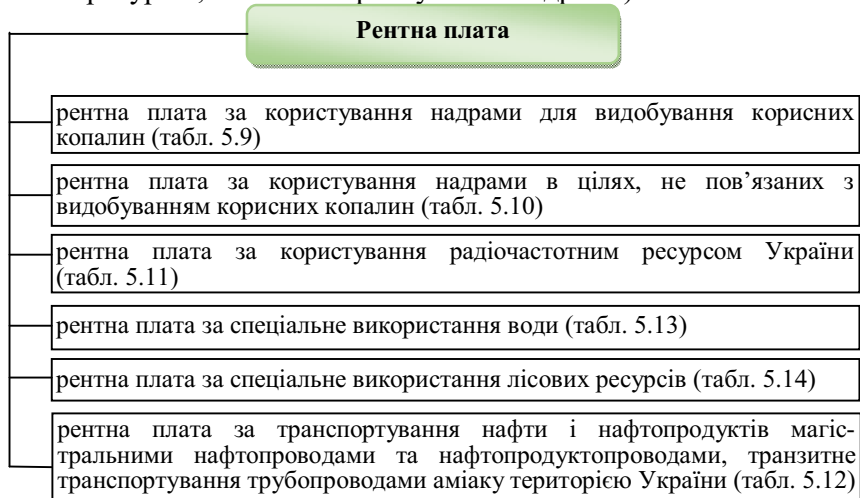 Рентна плата
рентна плата за користування надрами для видобування корисних
копалин (табл. 5.9)
рентна плата за користування надрами в цілях, не пов’язаних з
видобуванням корисних копалин (табл. 5.10)
рентна плата за користування радіочастотним ресурсом України
(табл. 5.11)
рентна плата за спеціальне використання води (табл. 5.13)
рентна плата за спеціальне використання лісових ресурсів (табл. 5.14)
рентна плата за транспортування нафти і нафтопродуктів магіс-
тральними нафтопроводами та нафтопродуктопроводами, транзитне
транспортування трубопроводами аміаку територією України (табл. 5.12)